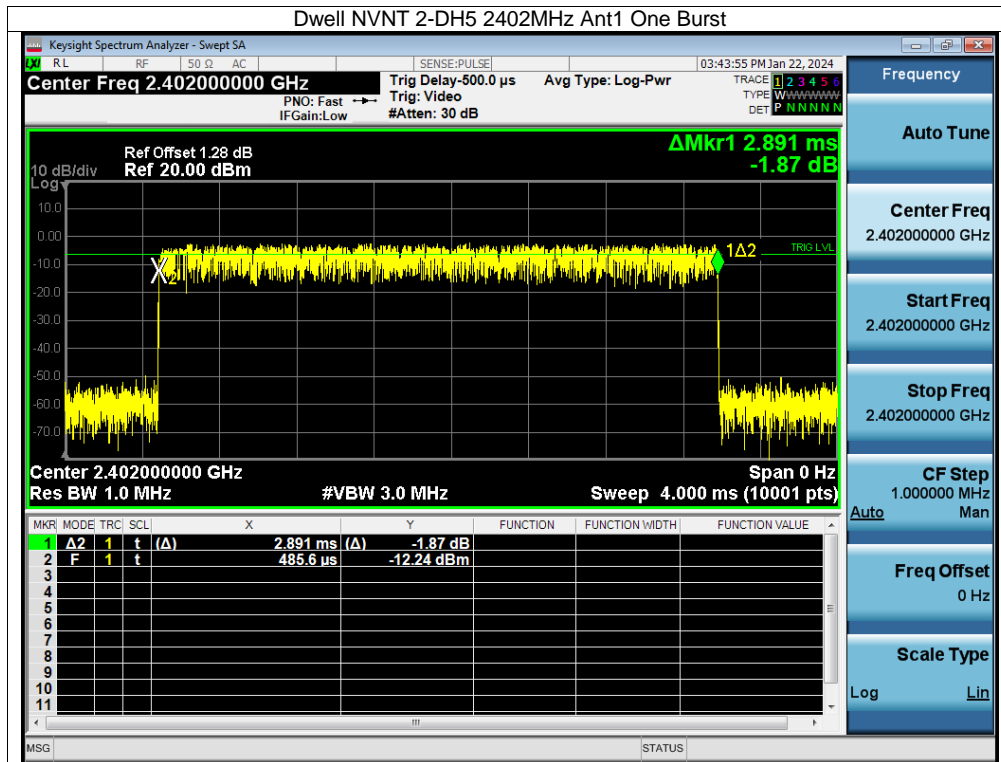 Dwell NVNT 2-DH5 2402MHz Ant1 One Burst
Keysight Spectrum Analyzer - Swept SA
LXI RL RF 50 Ω AC SENSE:PULSE 03:43:55 PM Jan 22, 2024
Center Freq 2.402000000 GHz
PNO: Fast
IFGain:Low
Trig Delay-500.0 µs
Trig: Video
#Atten: 30 dB
Avg Type: Log-Pwr
TRACE 1 2 3 4 5 6
TYPE WWWWWW
DET P NNNNN
ΔMkr1 2.891 ms
-1.87 dB
Ref Offset 1.28 dB
10 dB/div Ref 20.00 dBm
Log
10.0
0.00
-10.0
-20.0
-30.0
-40.0
-50.0
-60.0
-70.0
TRIG LVL
1Δ2
2
Center 2.402000000 GHz Span 0 Hz
Res BW 1.0 MHz #VBW 3.0 MHz Sweep 4.000 ms (10001 pts)
MKR MODE TRC SCL X Y FUNCTION FUNCTION WIDTH FUNCTION VALUE
1 Δ2 1 t (Δ) 2.891 ms (Δ) -1.87 dB
2 F 1 t 485.6 µs -12.24 dBm
3
4
5
6
7
8
9
10
11
MSG STATUS
Frequency
Auto Tune
Center Freq
2.402000000 GHz
Start Freq
2.402000000 GHz
Stop Freq
2.402000000 GHz
CF Step
1.000000 MHz
Auto Man
Freq Offset
0 Hz
Scale Type
Log Lin